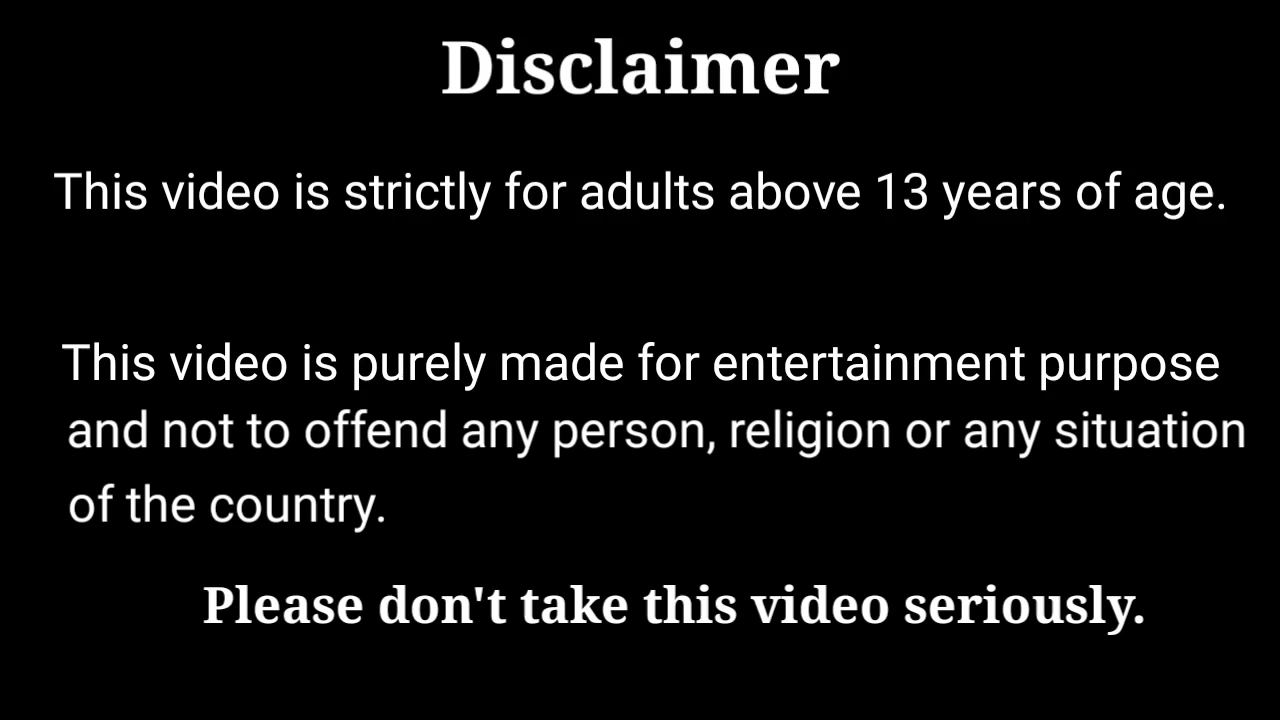 Disclaimer
This video is strictly for adults above 13 years of age.
This video is purely made for entertainment purpose
and not to offend any person, religion or any situation
of the country.
Please don't take this video seriously.